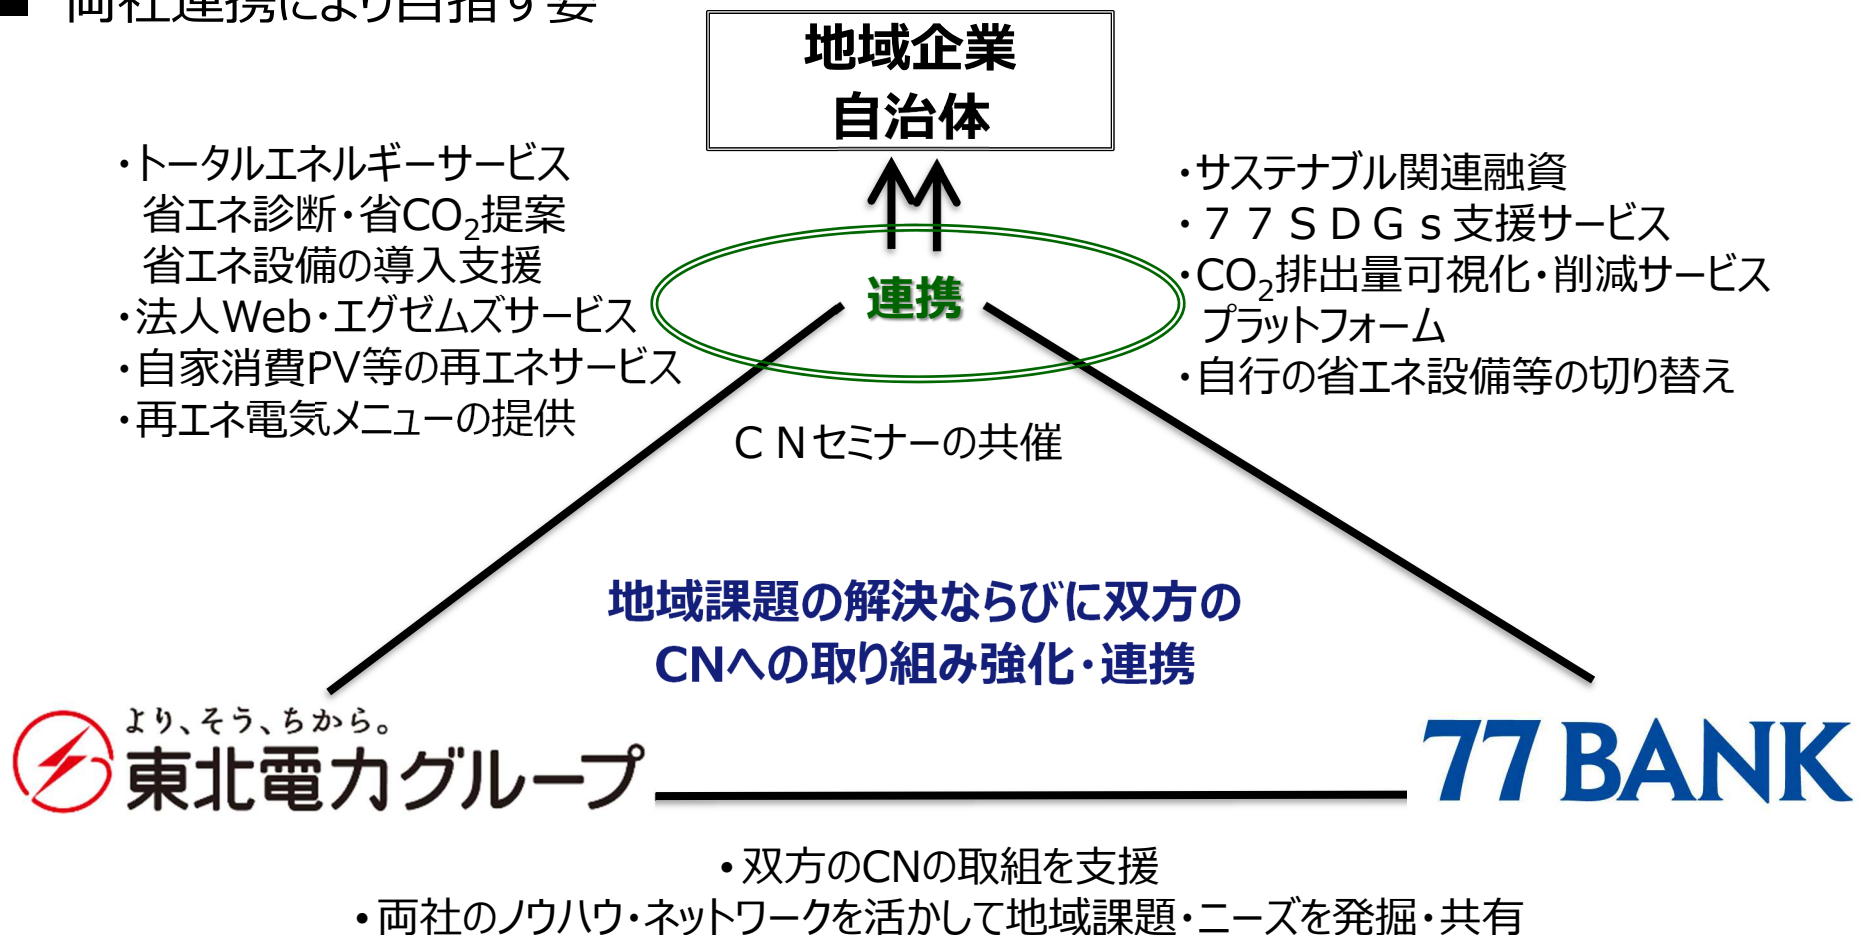 ■ 両社連携により目指す姿
地域企業
自治体
・トータルエネルギーサービス
省エネ診断・省CO₂提案
省エネ設備の導入支援
・法人Web・エグゼムズサービス
・自家消費PV等の再エネサービス
・再エネ電気メニューの提供
・サステナブル関連融資
・７７ＳＤＧｓ支援サービス
・CO₂排出量可視化・削減サービス
プラットフォーム
・自行の省エネ設備等の切り替え
連携
ＣＮセミナーの共催
地域課題の解決ならびに双方の
CNへの取り組み強化・連携
より、そう、ちから。
東北電力グループ
77 BANK
• 双方のCNの取組を支援
• 両社のノウハウ・ネットワークを活かして地域課題・ニーズを発掘・共有